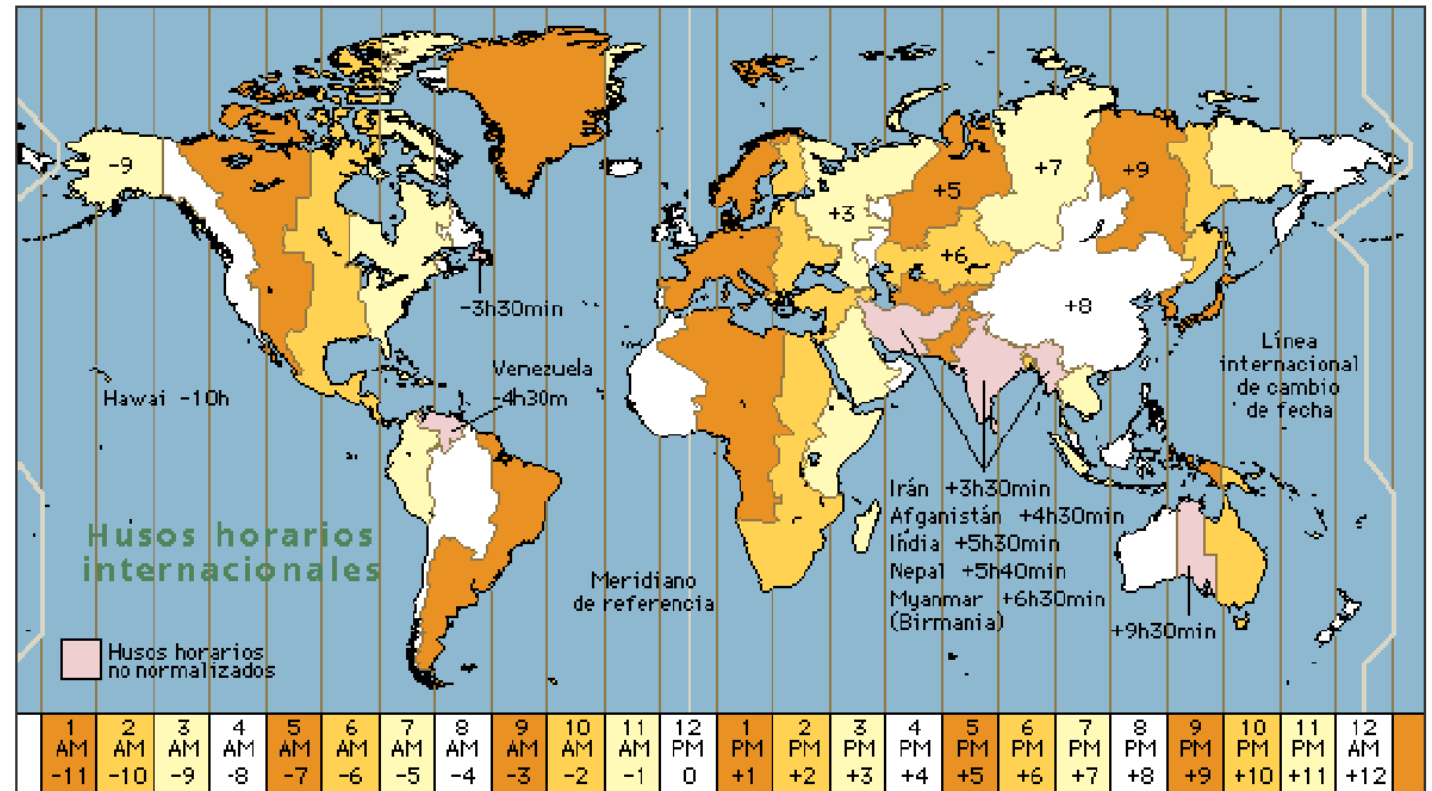 -9
+5
+7
+9
+3
+6
+8
-3h30min
Venezuela
-4h30m
Hawai -10h
Línea
internacional
de cambio
de fecha
Husos horarios
internacionales
Meridiano
de referencia
Irán +3h30min
Afganistán +4h30min
India +5h30min
Nepal +5h40min
Myanmar +6h30min
(Birmania)
+9h30min
Husos horarios
no normalizados
1 2 3 4 5 6 7 8 9 10 11 12 1 2 3 4 5 6 7 8 9 10 11 12
AM AM AM AM AM AM AM AM AM AM AM PM PM PM PM PM PM PM PM PM PM PM PM AM
-11 -10 -9 -8 -7 -6 -5 -4 -3 -2 -1 0 +1 +2 +3 +4 +5 +6 +7 +8 +9 +10 +11 +12